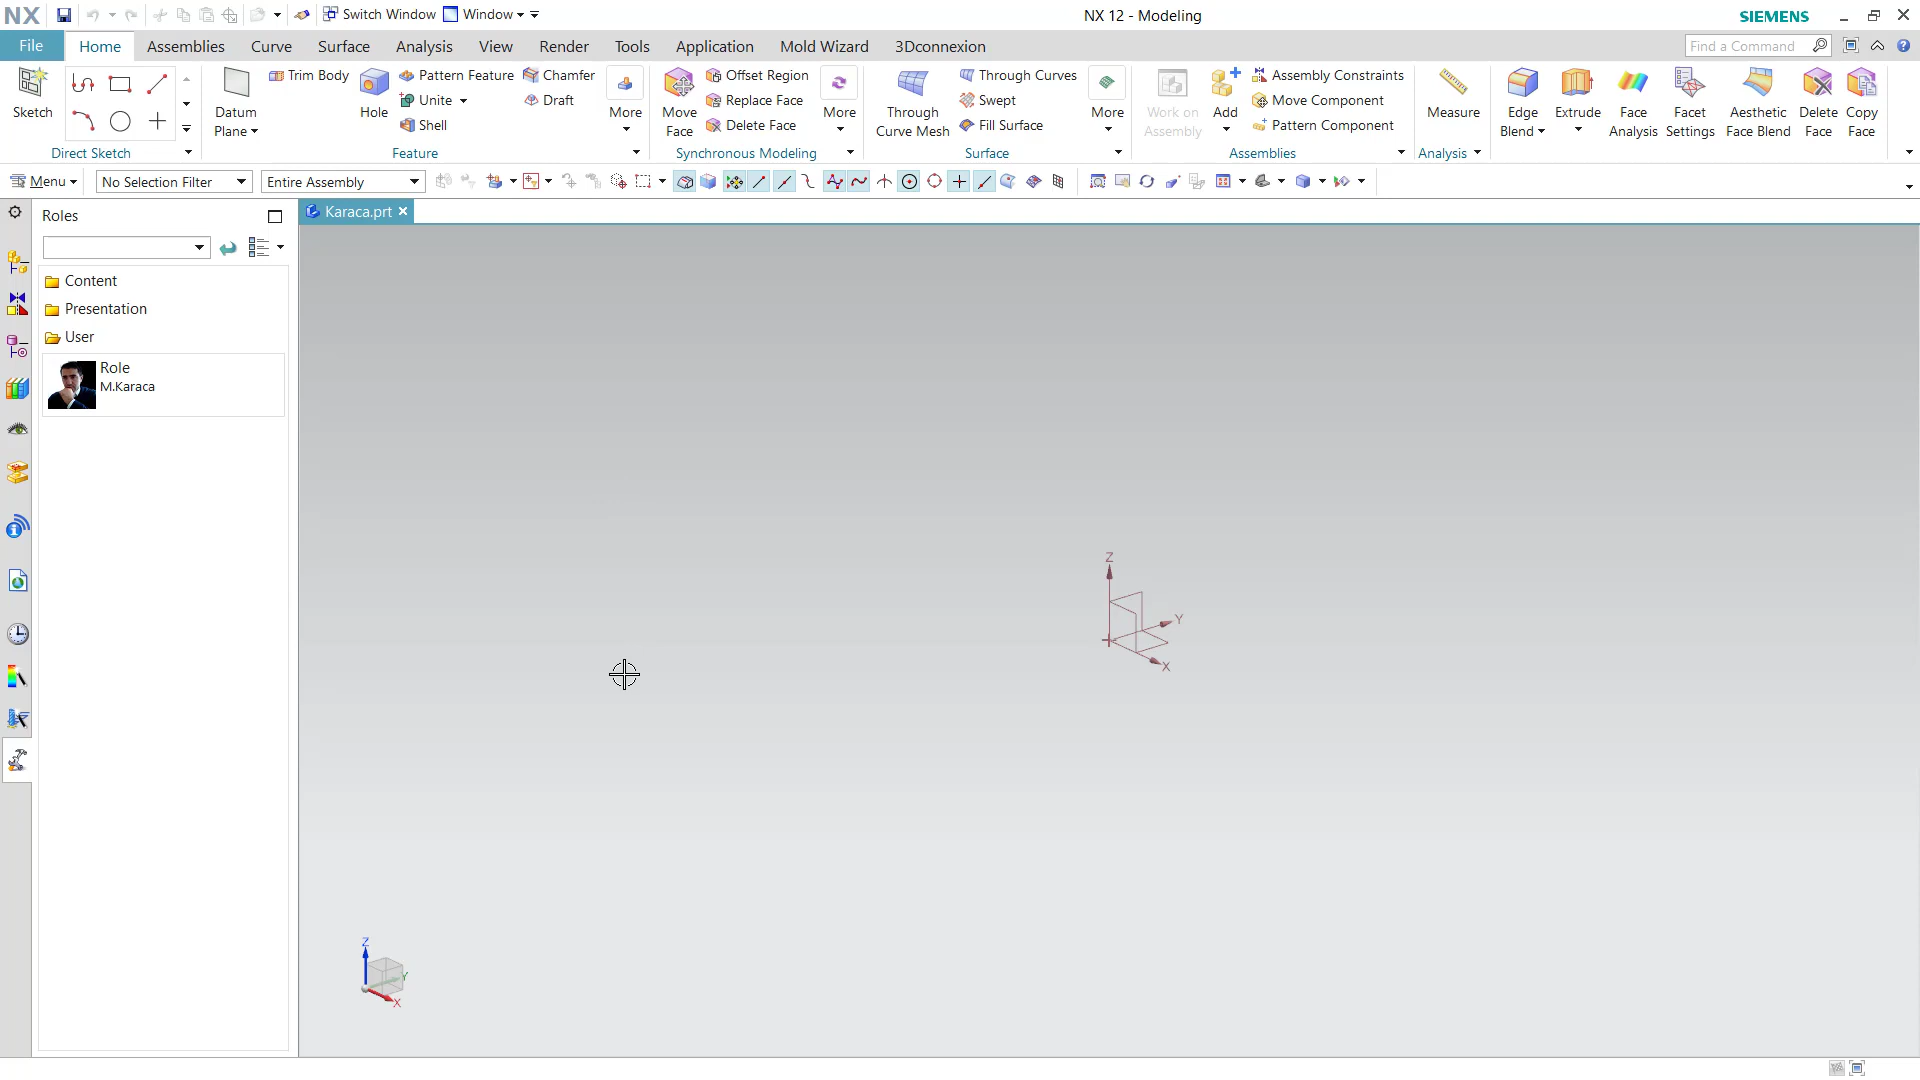 NX Switch Window Window NX 12 - Modeling SIEMENS
File Home Assemblies Curve Surface Analysis View Render Tools Application Mold Wizard 3Dconnexion Find a Command
Sketch
Direct Sketch
Datum
Plane
Trim Body
Hole
Pattern Feature
Unite
Shell
Chamfer
Draft
More
Feature
Move
Face
Offset Region
Replace Face
Delete Face
More
Synchronous Modeling
Through
Curve Mesh
Through Curves
Swept
Fill Surface
More
Surface
Work on
Assembly
Add
Assembly Constraints
Move Component
Pattern Component
Assemblies
Measure
Analysis
Edge
Blend
Extrude
Face
Analysis
Facet
Settings
Aesthetic
Face Blend
Delete
Face
Copy
Face
Menu No Selection Filter Entire Assembly
Roles
Karaca.prt
Content
Presentation
User
Role
M.Karaca
Z
Y
X
Z
Y
X